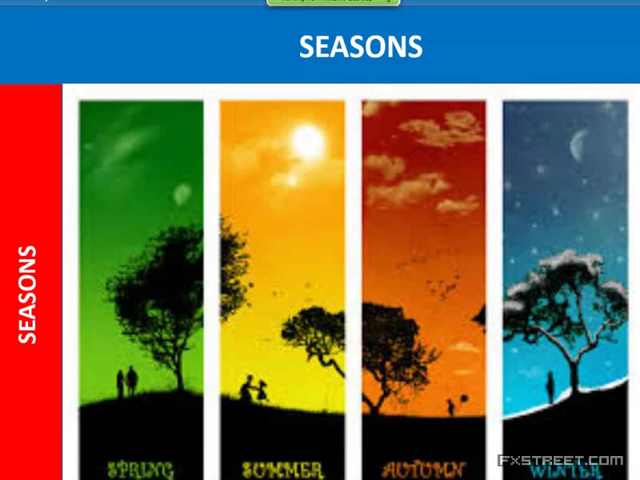 SEASONS
SEASONS
SPRING
SUMMER
AUTUMN
WINTER
FXSTREET.COM